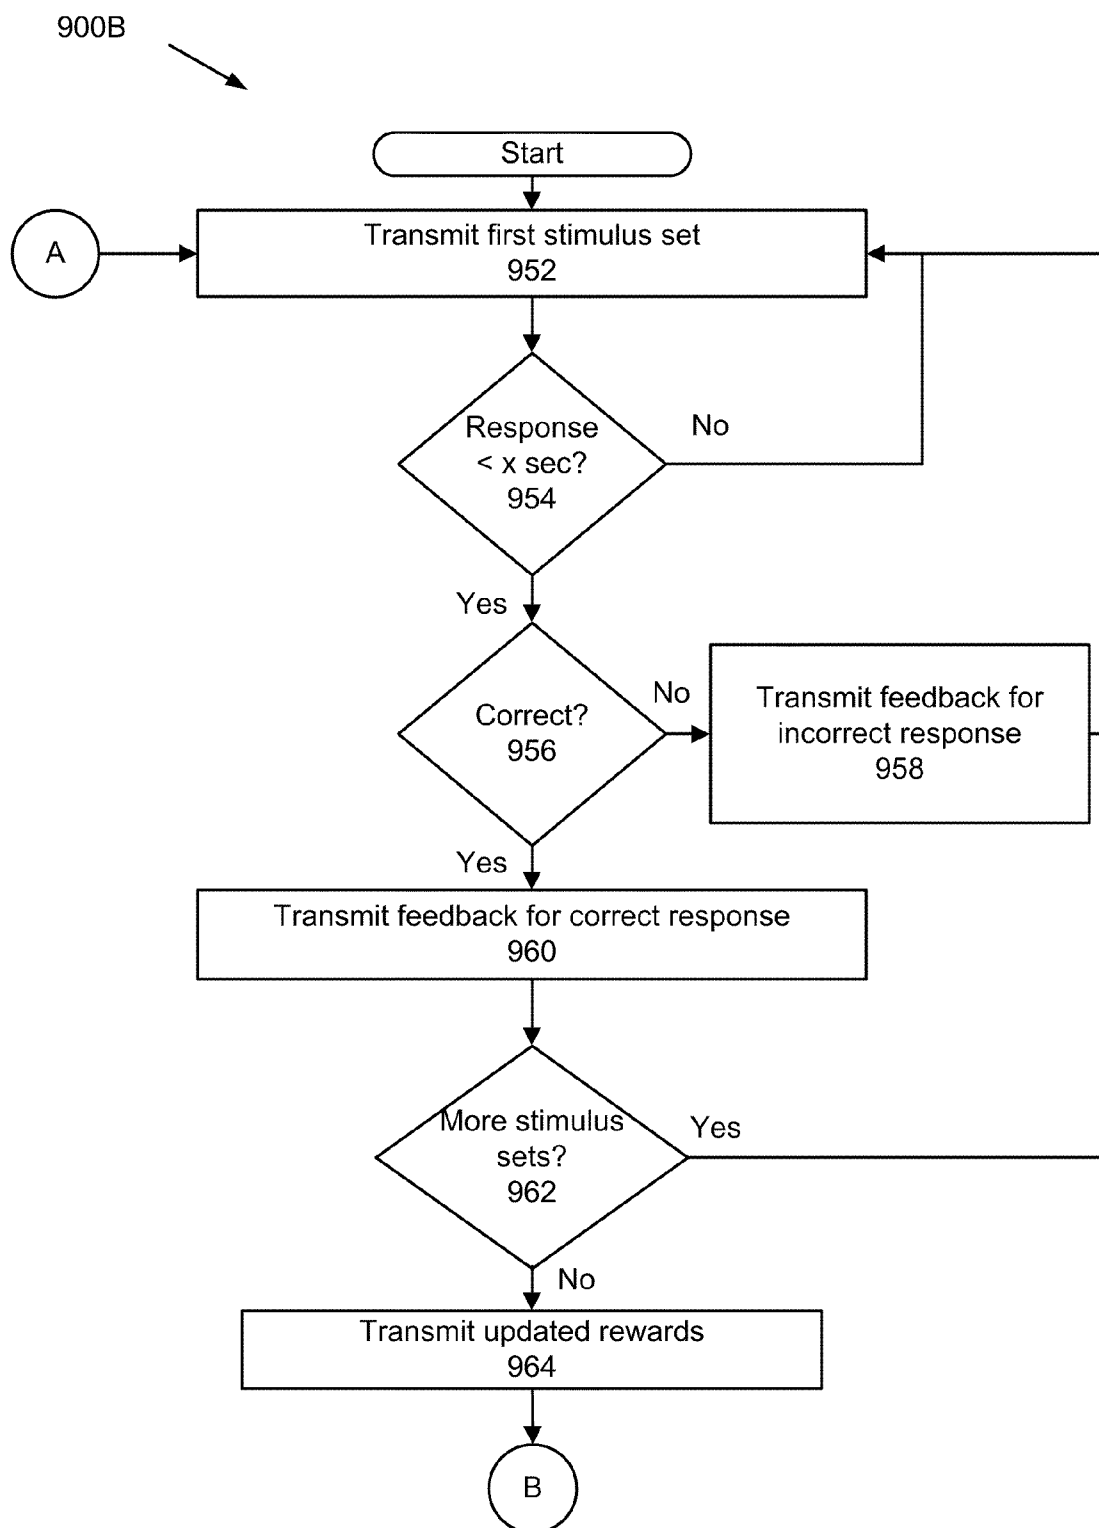 900B
Start
A
Transmit first stimulus set
952
Response
< x sec?
954
No
Yes
Correct?
956
No
Transmit feedback for
incorrect response
958
Yes
Transmit feedback for correct response
960
More stimulus
sets?
962
Yes
No
Transmit updated rewards
964
B